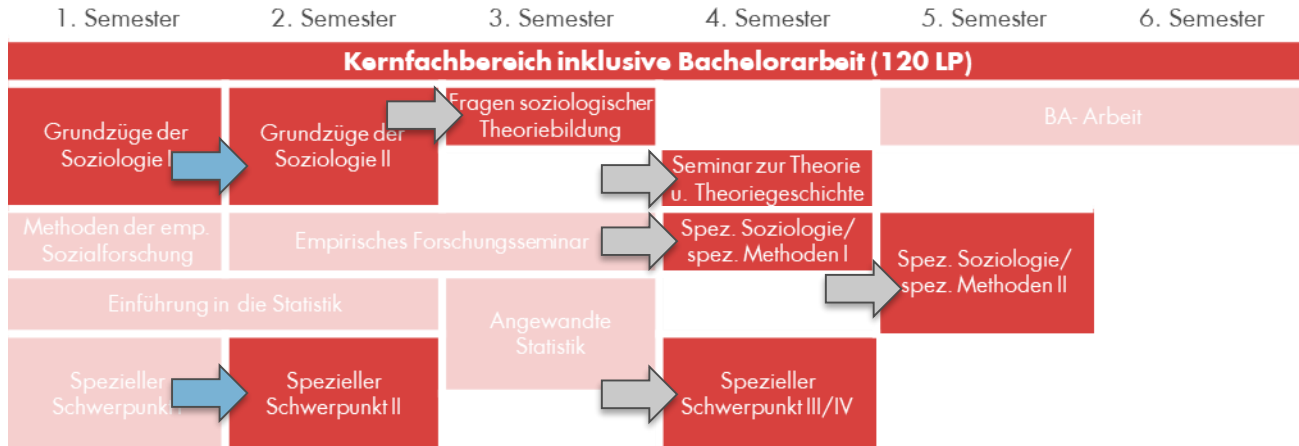 1. Semester
2. Semester
3. Semester
4. Semester
5. Semester
6. Semester
Kernfachbereich inklusive Bachelorarbeit (120 LP)
Grundzüge der
Soziologie I
Grundzüge der
Soziologie II
Fragen soziologischer
Theoriebildung
BA- Arbeit
Seminar zur Theorie
u. Theoriegeschichte
Methoden der emp.
Sozialforschung
Empirisches Forschungsseminar
Spez. Soziologie/
spez. Methoden I
Spez. Soziologie/
spez. Methoden II
Einführung in die Statistik
Angewandte
Statistik
Spezieller
Schwerpunkt I
Spezieller
Schwerpunkt II
Spezieller
Schwerpunkt III/IV